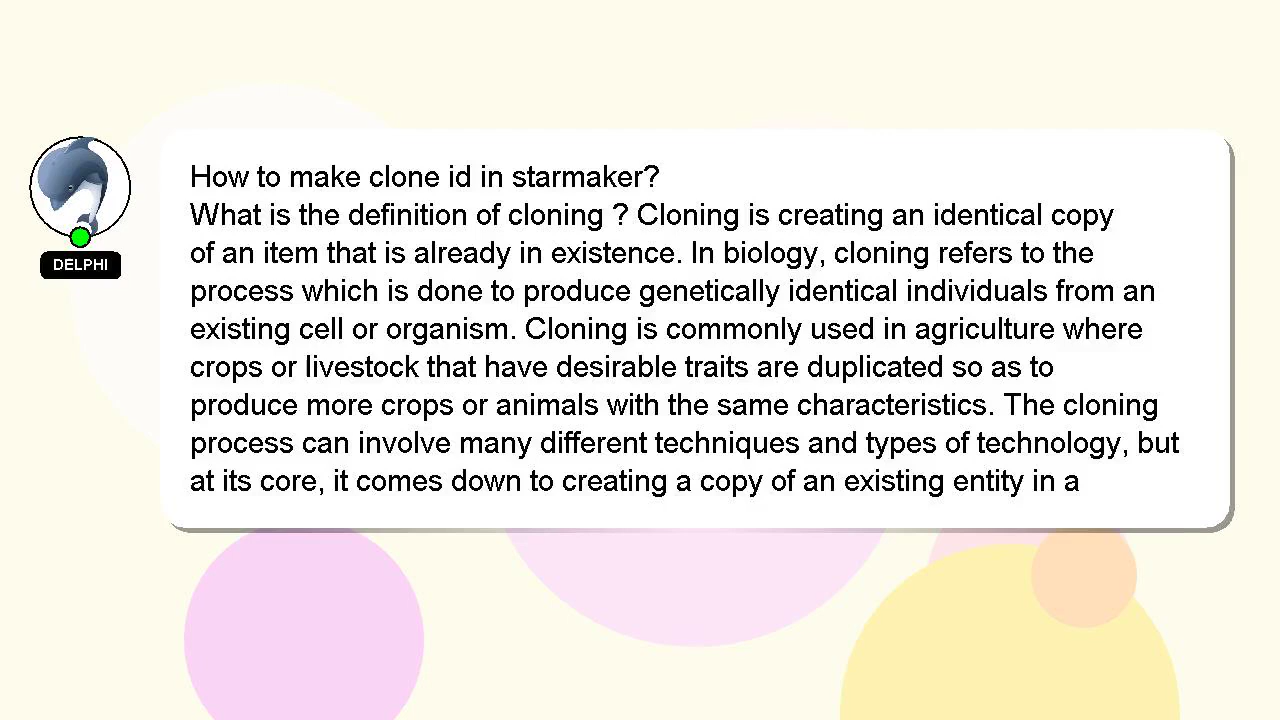 How to make clone id in starmaker?
What is the definition of cloning ? Cloning is creating an identical copy
of an item that is already in existence. In biology, cloning refers to the
process which is done to produce genetically identical individuals from an
existing cell or organism. Cloning is commonly used in agriculture where
crops or livestock that have desirable traits are duplicated so as to
produce more crops or animals with the same characteristics. The cloning
process can involve many different techniques and types of technology, but
at its core, it comes down to creating a copy of an existing entity in a
DELPHI